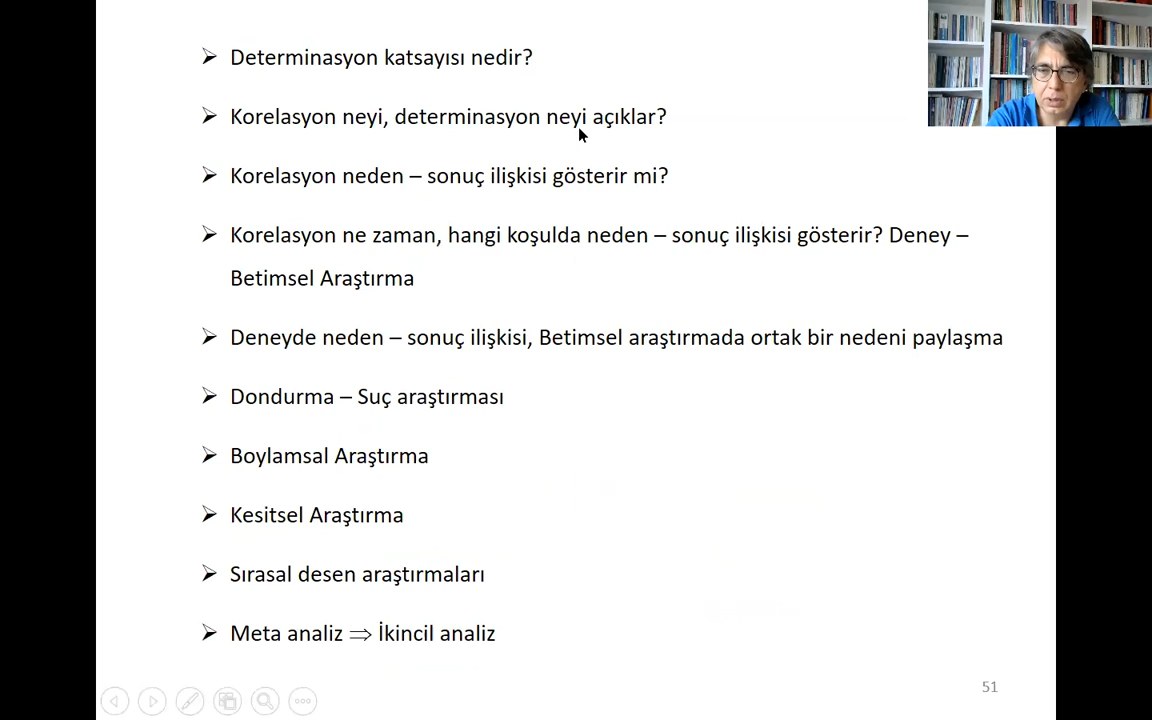 Determinasyon katsayısı nedir?
Korelasyon neyi, determinasyon neyi açıklar?
Korelasyon neden – sonuç ilişkisi gösterir mi?
Korelasyon ne zaman, hangi koşulda neden – sonuç ilişkisi gösterir? Deney –
Betimsel Araştırma
Deneyde neden – sonuç ilişkisi, Betimsel araştırmada ortak bir nedeni paylaşma
Dondurma – Suç araştırması
Boylamsal Araştırma
Kesitsel Araştırma
Sırasal desen araştırmaları
Meta analiz ⇒ İkincil analiz
51